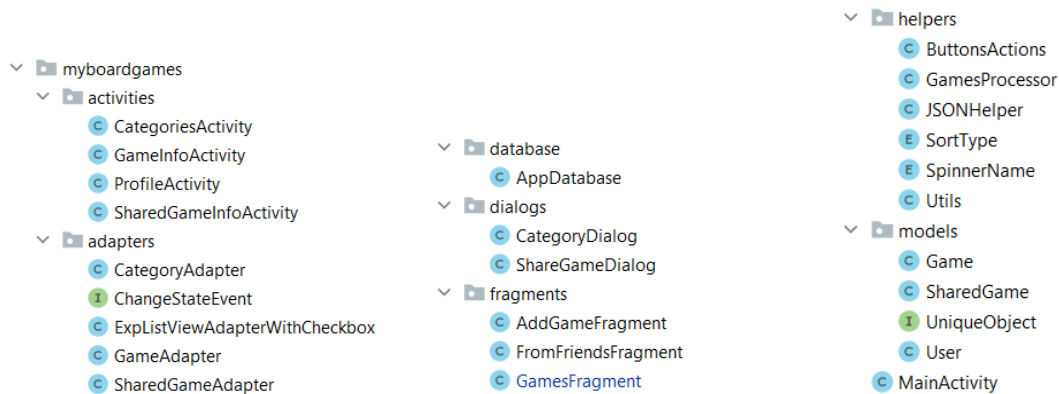 myboardgames
activities
C CategoriesActivity
C GameInfoActivity
C ProfileActivity
C SharedGameInfoActivity
adapters
C CategoryAdapter
I ChangeStateEvent
C ExpListViewAdapterWithCheckbox
C GameAdapter
C SharedGameAdapter
database
C AppDatabase
dialogs
C CategoryDialog
C ShareGameDialog
fragments
C AddGameFragment
C FromFriendsFragment
C GamesFragment
helpers
C ButtonsActions
C GamesProcessor
C JSONHelper
E SortType
E SpinnerName
C Utils
models
C Game
C SharedGame
I UniqueObject
C User
C MainActivity